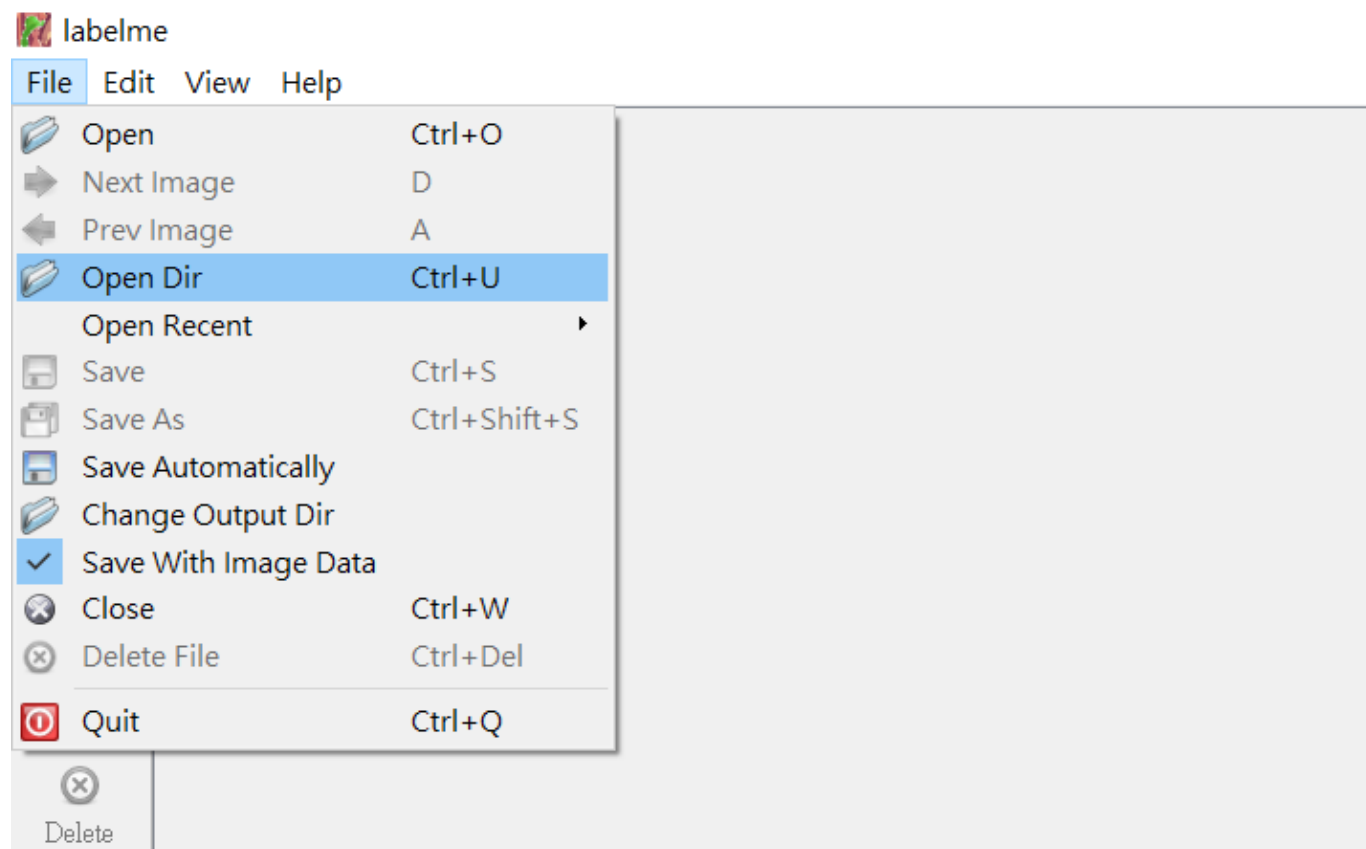 labelme
File Edit View Help
Open Ctrl+O
Next Image D
Prev Image A
Open Dir Ctrl+U
Open Recent
Save Ctrl+S
Save As Ctrl+Shift+S
Save Automatically
Change Output Dir
Save With Image Data
Close Ctrl+W
Delete File Ctrl+Del
Quit Ctrl+Q
Delete